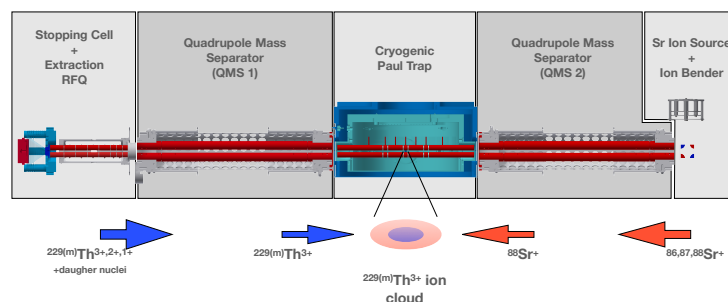 Stopping Cell
+
Extraction
RFQ
Quadrupole Mass
Separator
(QMS 1)
Cryogenic
Paul Trap
Quadrupole Mass
Separator
(QMS 2)
Sr Ion Source
+
Ion Bender
229(m)Th3+,2+,1+
+daugher nuclei
229(m)Th3+
88Sr+
86,87,88Sr+
229(m)Th3+ ion
cloud